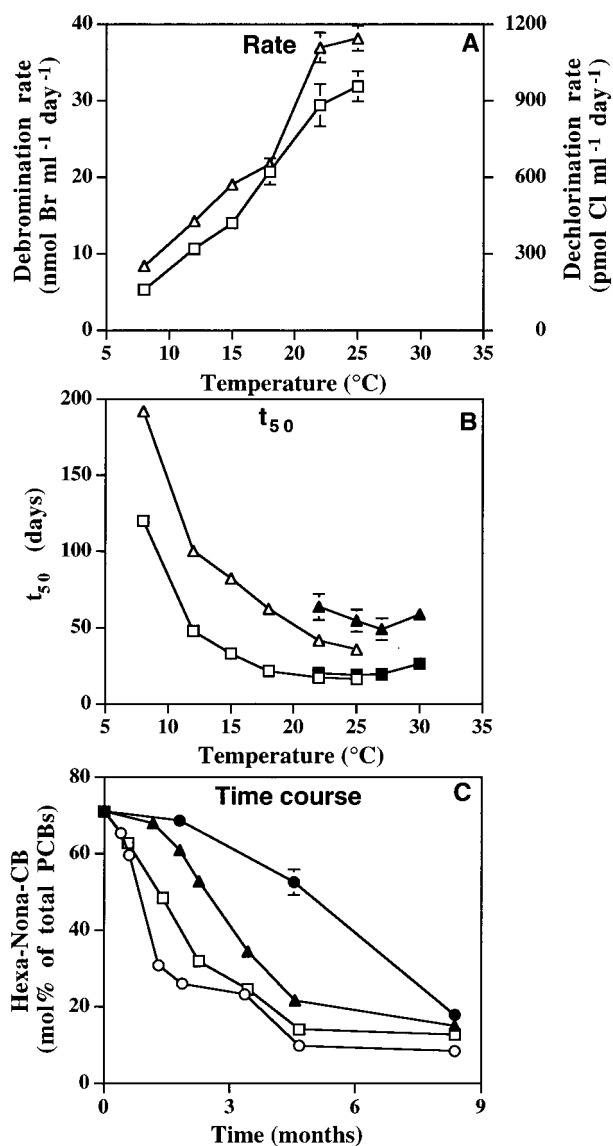 Rate
A
Debromination rate
(nmol Br ml⁻¹ day⁻¹)
40
30
20
10
0
Dechlorination rate
(pmol Cl ml⁻¹ day⁻¹)
1200
900
600
300
0
5 10 15 20 25 30 35
Temperature (°C)
t₅₀
B
t₅₀ (days)
200
150
100
50
0
5 10 15 20 25 30 35
Temperature (°C)
Time course
C
Hexa-Nona-CB
(mol% of total PCBs)
80
60
40
20
0
0 3 6 9
Time (months)